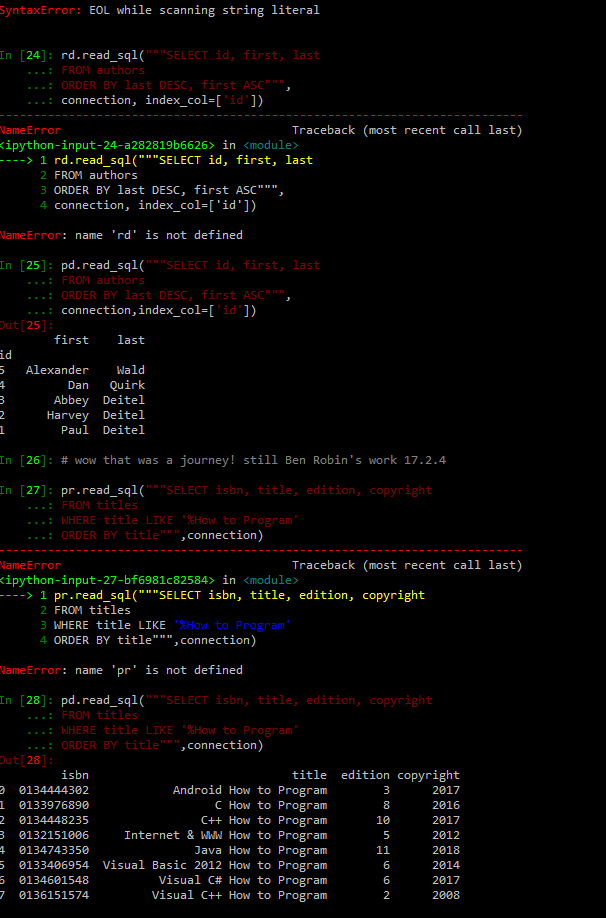 SyntaxError: EOL while scanning string literal
In [24]: rd.read_sql("""SELECT id, first, last
...: FROM authors
...: ORDER BY last DESC, first ASC""",
...: connection, index_col=['id'])
---------------------------------------------------------------------------
NameError                                 Traceback (most recent call last)
<ipython-input-24-a282819b6626> in <module>
----> 1 rd.read_sql("""SELECT id, first, last
2 FROM authors
3 ORDER BY last DESC, first ASC""",
4 connection, index_col=['id'])
NameError: name 'rd' is not defined
In [25]: pd.read_sql("""SELECT id, first, last
...: FROM authors
...: ORDER BY last DESC, first ASC""",
...: connection,index_col=['id'])
Out[25]:
first    last
id
5   Alexander    Wald
4         Dan   Quirk
3       Abbey  Deitel
2      Harvey  Deitel
1        Paul  Deitel
In [26]: # wow that was a journey! still Ben Robin's work 17.2.4
In [27]: pr.read_sql("""SELECT isbn, title, edition, copyright
...: FROM titles
...: WHERE title LIKE '%How to Program'
...: ORDER BY title""",connection)
---------------------------------------------------------------------------
NameError                                 Traceback (most recent call last)
<ipython-input-27-bf6981c82584> in <module>
----> 1 pr.read_sql("""SELECT isbn, title, edition, copyright
2 FROM titles
3 WHERE title LIKE '%How to Program'
4 ORDER BY title""",connection)
NameError: name 'pr' is not defined
In [28]: pd.read_sql("""SELECT isbn, title, edition, copyright
...: FROM titles
...: WHERE title LIKE '%How to Program'
...: ORDER BY title""",connection)
Out[28]:
isbn                              title  edition copyright
0  0134444302             Android How to Program        3      2017
1  0133976890                   C How to Program        8      2016
2  0134448235                 C++ How to Program       10      2017
3  0132151006      Internet & WWW How to Program        5      2012
4  0134743350                Java How to Program       11      2018
5  0133406954   Visual Basic 2012 How to Program        6      2014
6  0134601548           Visual C# How to Program        6      2017
7  0136151574          Visual C++ How to Program        2      2008